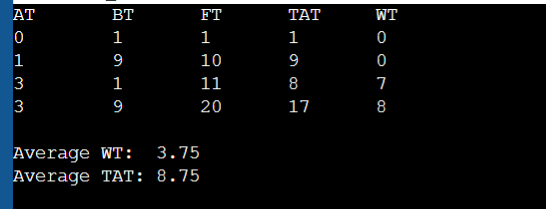 AT BT FT TAT WT
0 1 1 1 0
1 9 10 9 0
3 1 11 8 7
3 9 20 17 8
Average WT: 3.75
Average TAT: 8.75